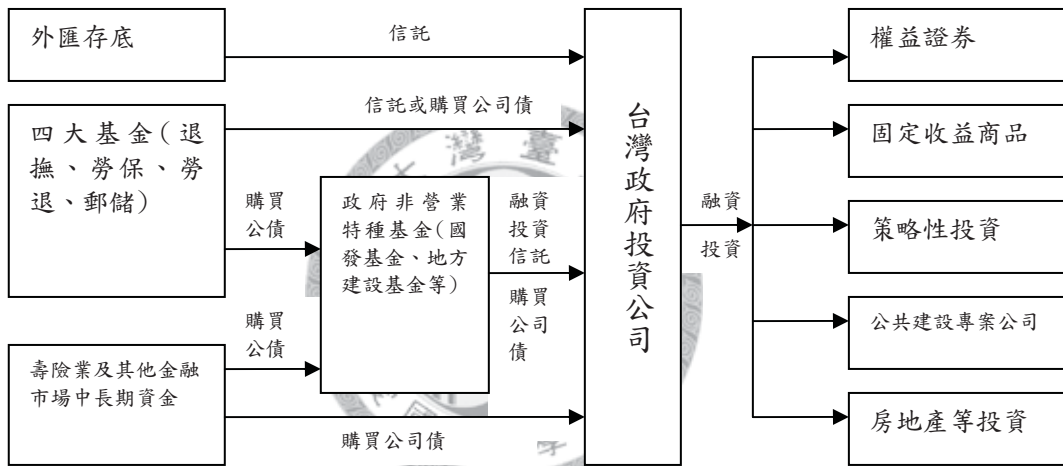 外匯存底
信託
四大基金(退
撫、勞保、勞
退、郵儲)
信託或購買公司債
購買
公債
政府非營業
特種基金(國
發基金、地方
建設基金等)
融資
投資
信託
購買
公司
債
購買
公債
壽險業及其他金融
市場中長期資金
購買公司債
台灣政府投資公司
融資
投資
權益證券
固定收益商品
策略性投資
公共建設專案公司
房地產等投資
灣臺
大
學